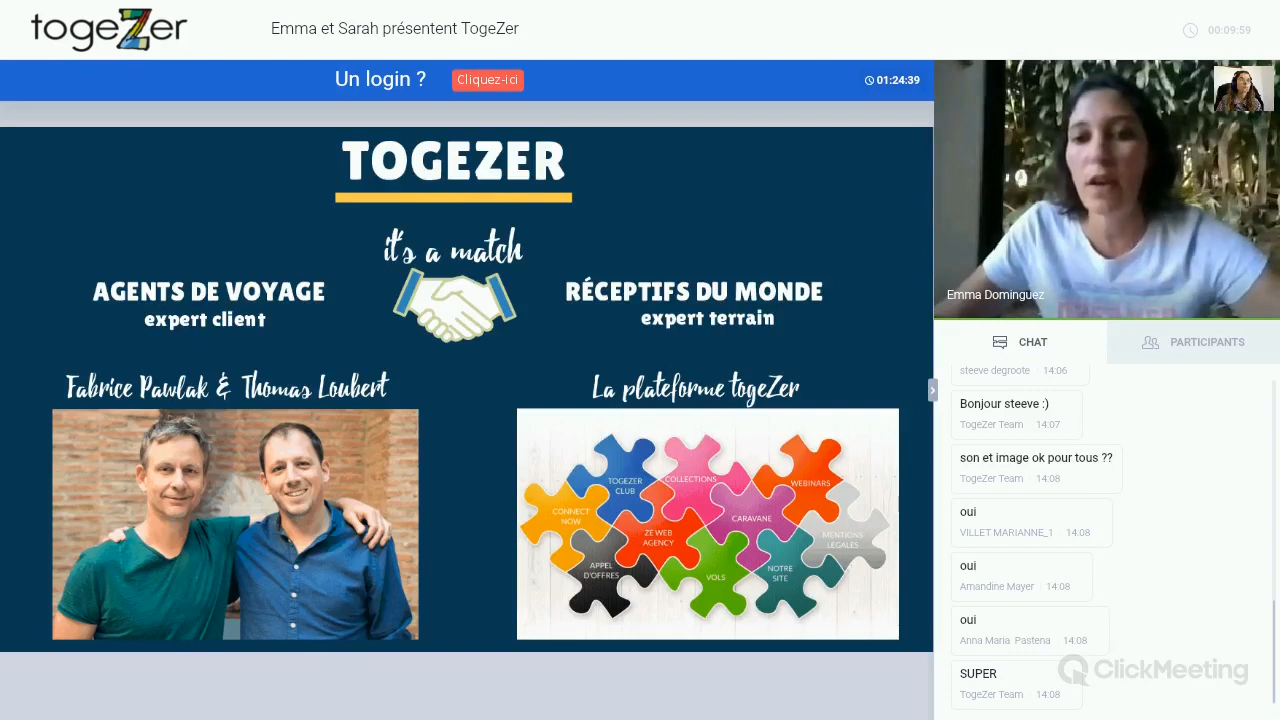 togeZer
Emma et Sarah présentent TogeZer
00:09:59
Un login ?
Cliquez-ici
01:24:39
TOGEZER
it's a match
AGENTS DE VOYAGE
expert client
RÉCEPTIFS DU MONDE
expert terrain
Fabrice Pawlak & Thomas Loubert
La plateforme togeZer
TOGEZER
CLUB
COLLECTIONS
WEBINARS
CONNECT
NOW
ZE WEB
AGENCY
CARAVANE
MENTIONS
LEGALES
APPEL
D'OFFRES
VOLS
NOTRE
SITE
Emma Dominguez
CHAT
PARTICIPANTS
steeve degroote 14:06
Bonjour steeve :)
TogeZer Team 14:07
son et image ok pour tous ??
TogeZer Team 14:08
oui
VILLET MARIANNE_1 14:08
oui
Amandine Mayer 14:08
oui
Anna Maria Pastena 14:08
SUPER
TogeZer Team 14:08
ClickMeeting